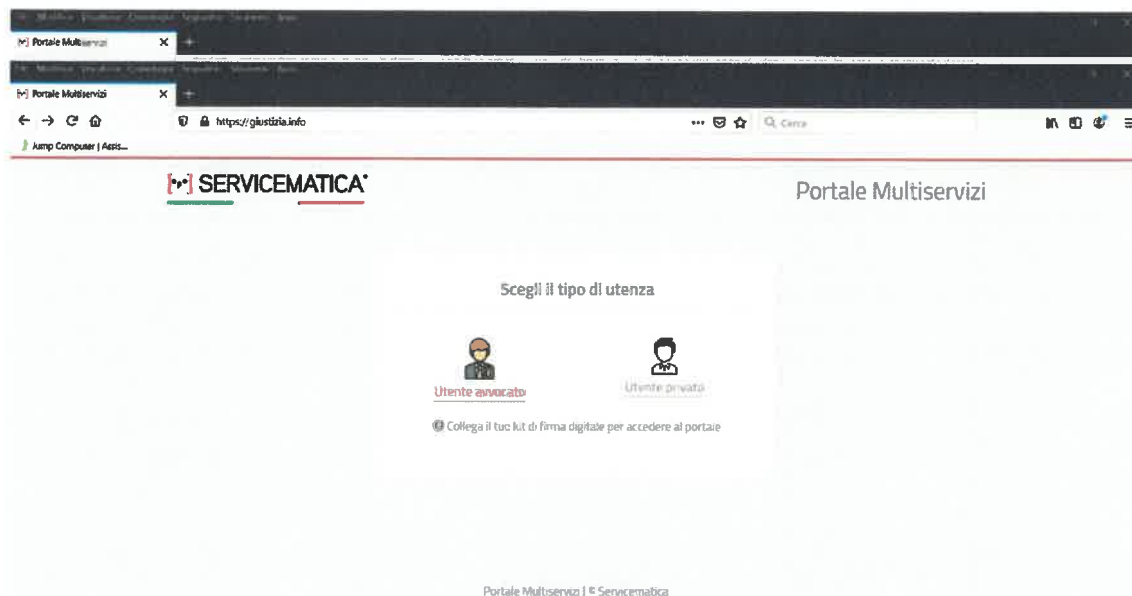 Portale Multiservizi
Portale Multiservizi
https://giustizia.info
Cerca
Jump Computer | Assis...
[•,•] SERVICEMATICA
Portale Multiservizi
Scegli il tipo di utenza
Utente avvocato
Utente privato
Collega il tuo kit di firma digitale per accedere al portale
Portale Multiservizi | © Servicematica